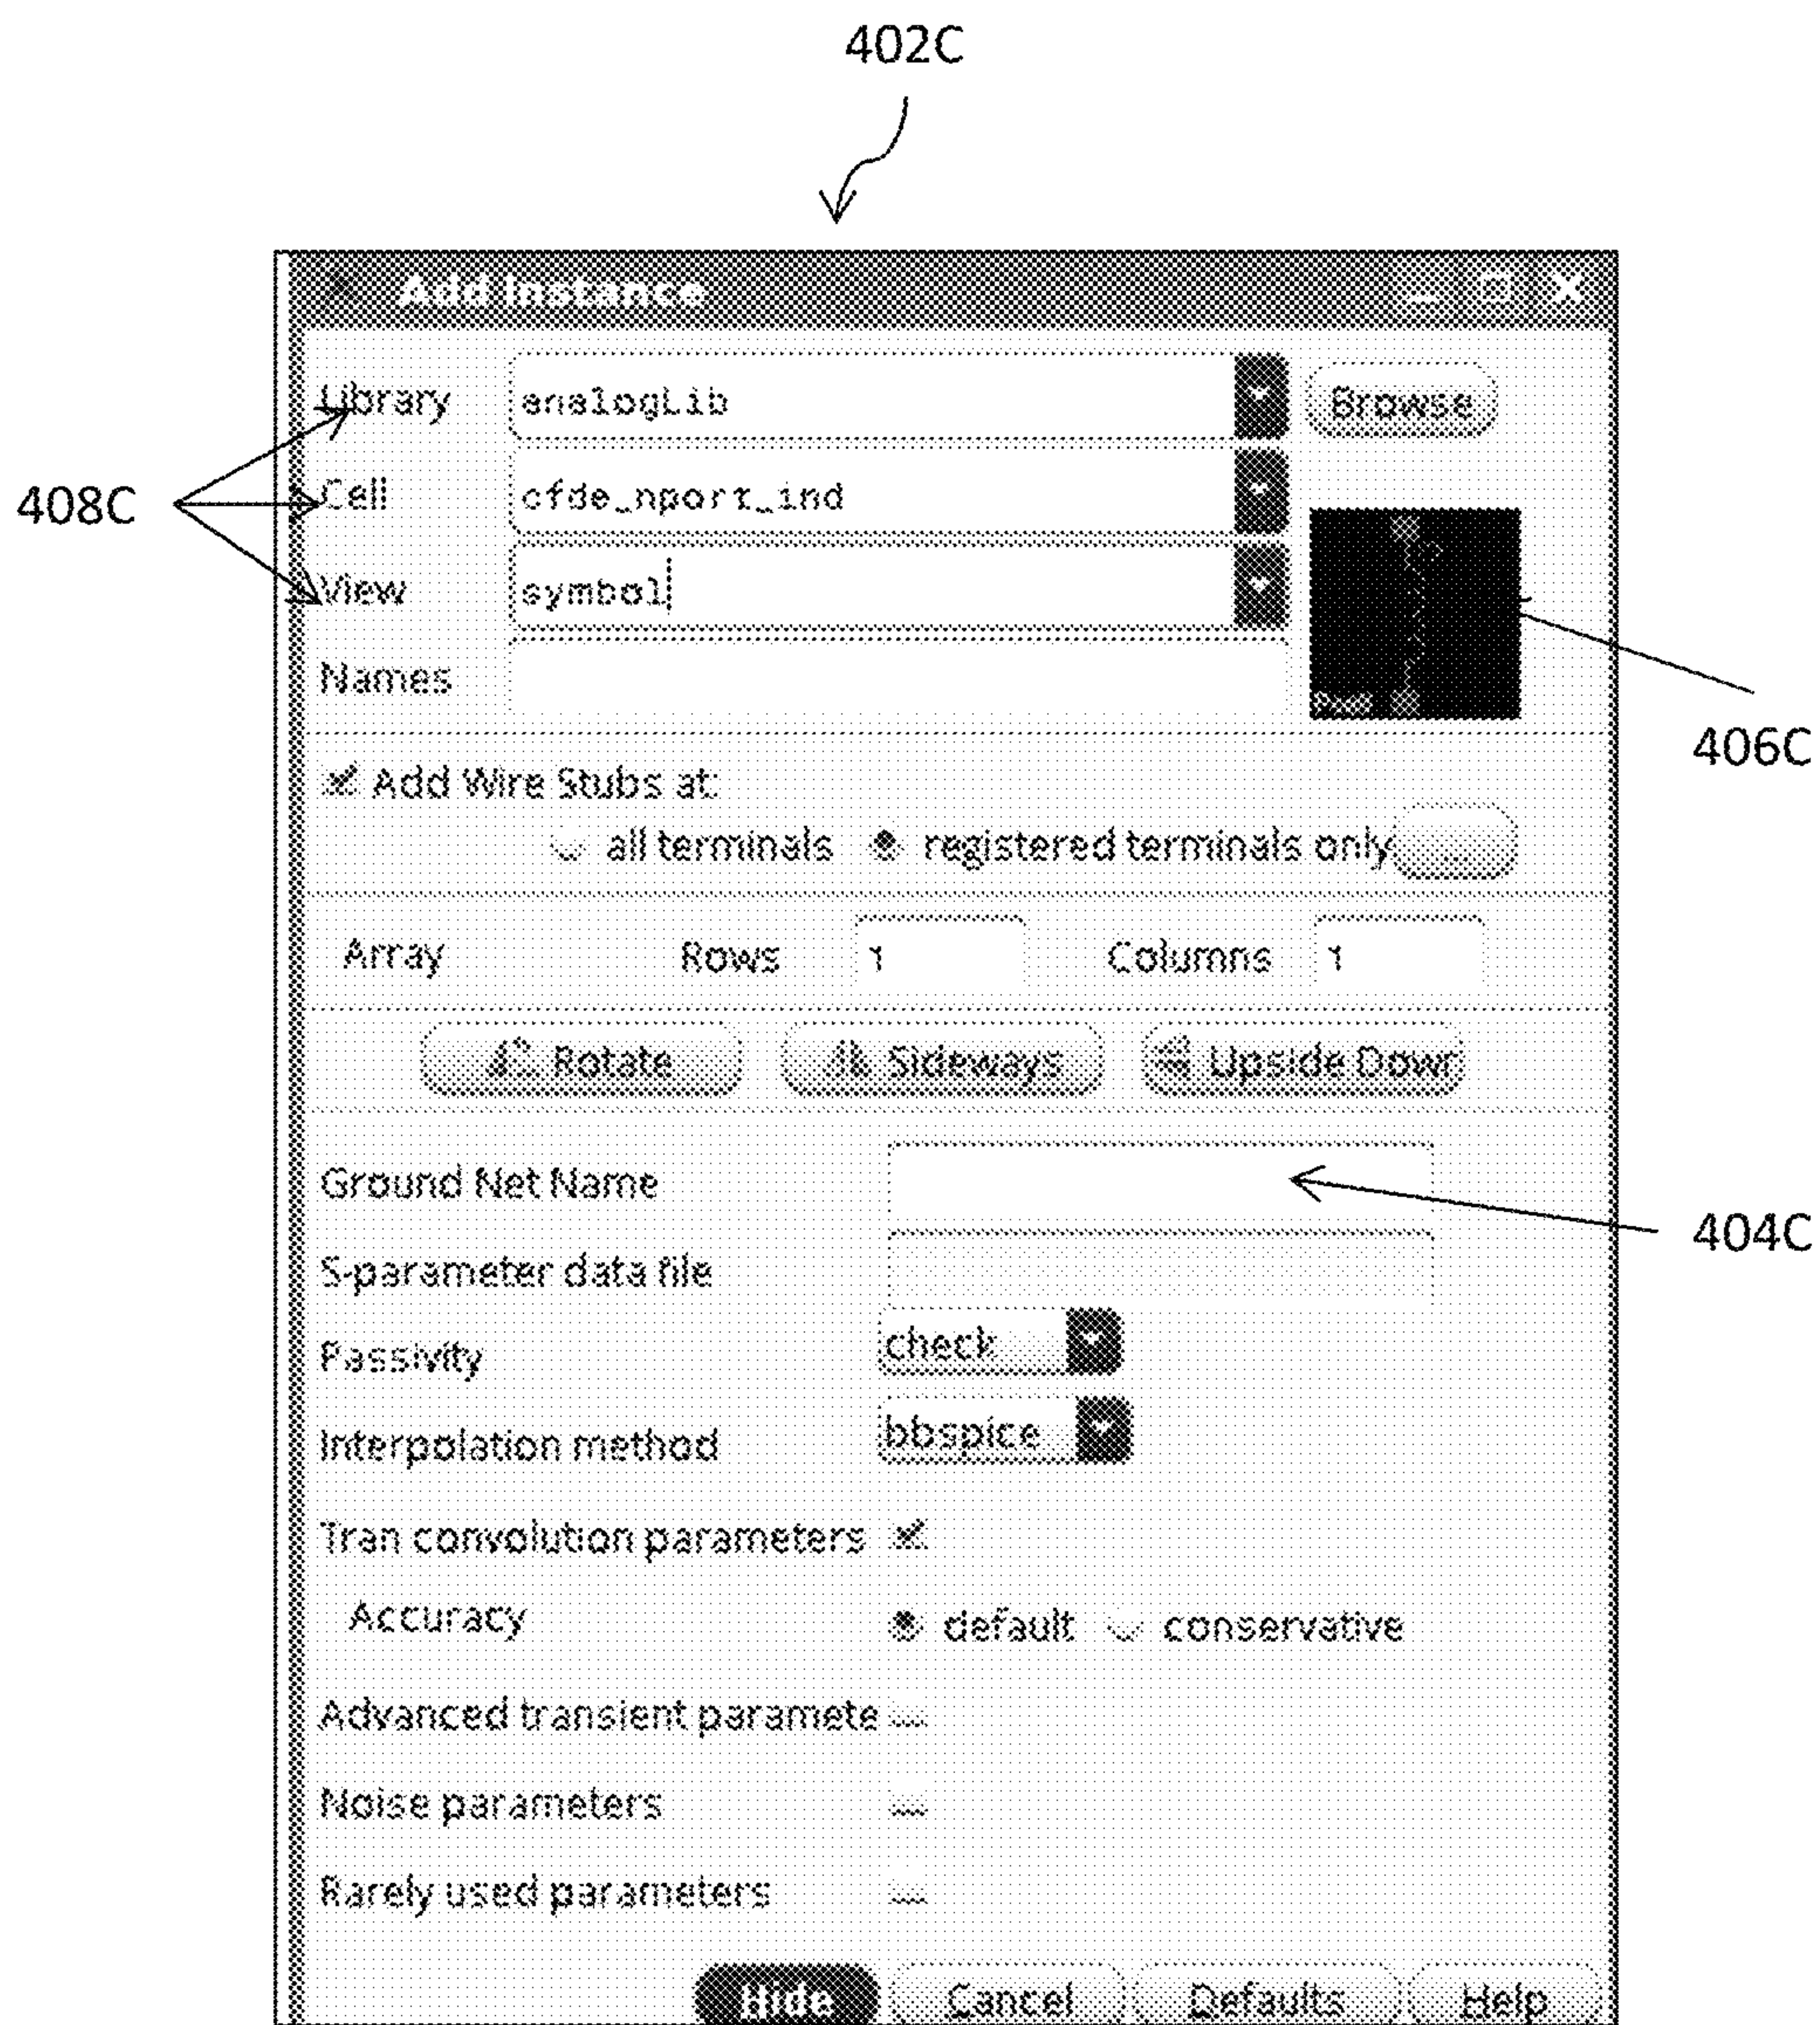 402C
Add Instance
Library analogLib Browse
408C Cell cfde_nport_ind
View symbol
Names
406C
Add Wire Stubs at:
all terminals registered terminals only ...
Array Rows 1 Columns 1
Rotate Sideways Upside Down
Ground Net Name
404C
S-parameter data file
Passivity check
Interpolation method bbspice
Tran convolution parameters
Accuracy default conservative
Advanced transient paramete
Noise parameters
Rarely used parameters
Hide Cancel Defaults Help